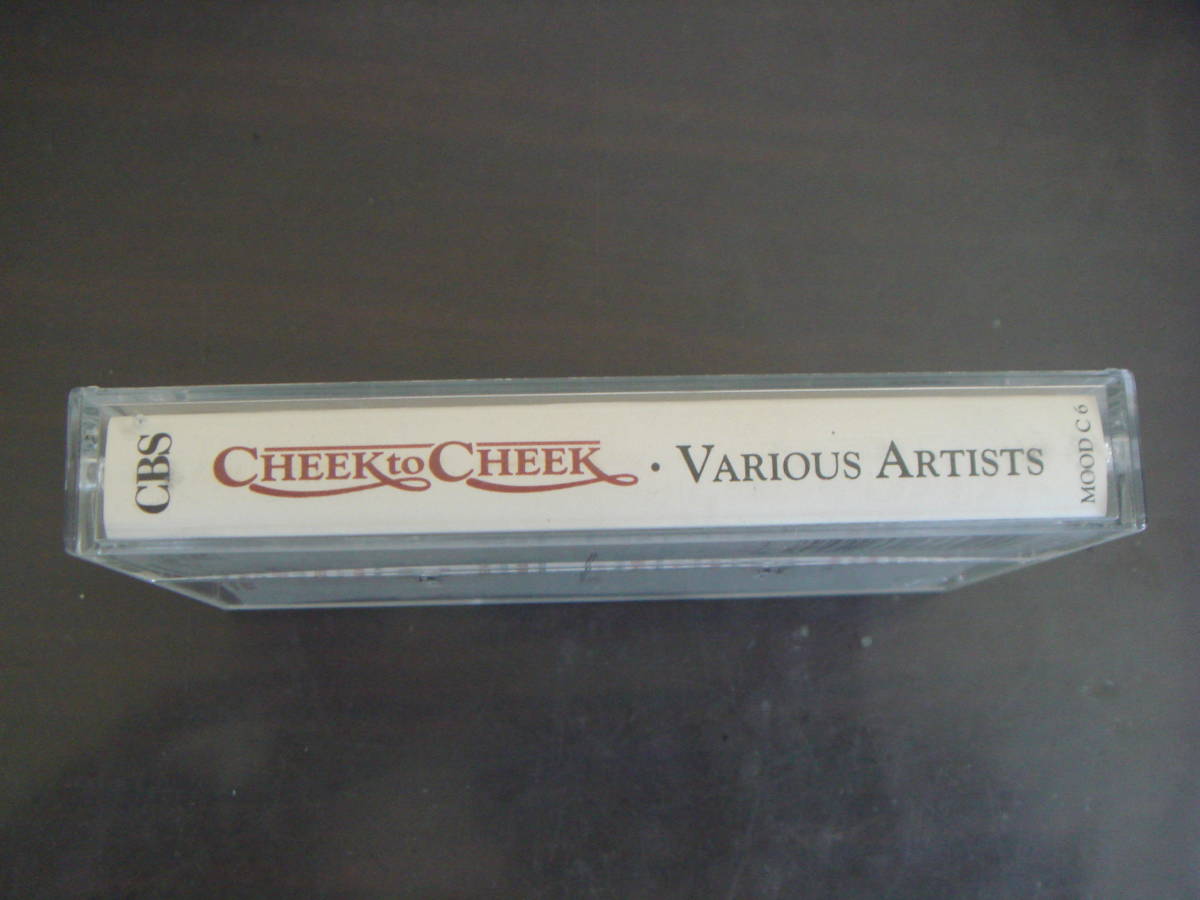 CBS
CHEEK to CHEEK • VARIOUS ARTISTS
MOOD C 6